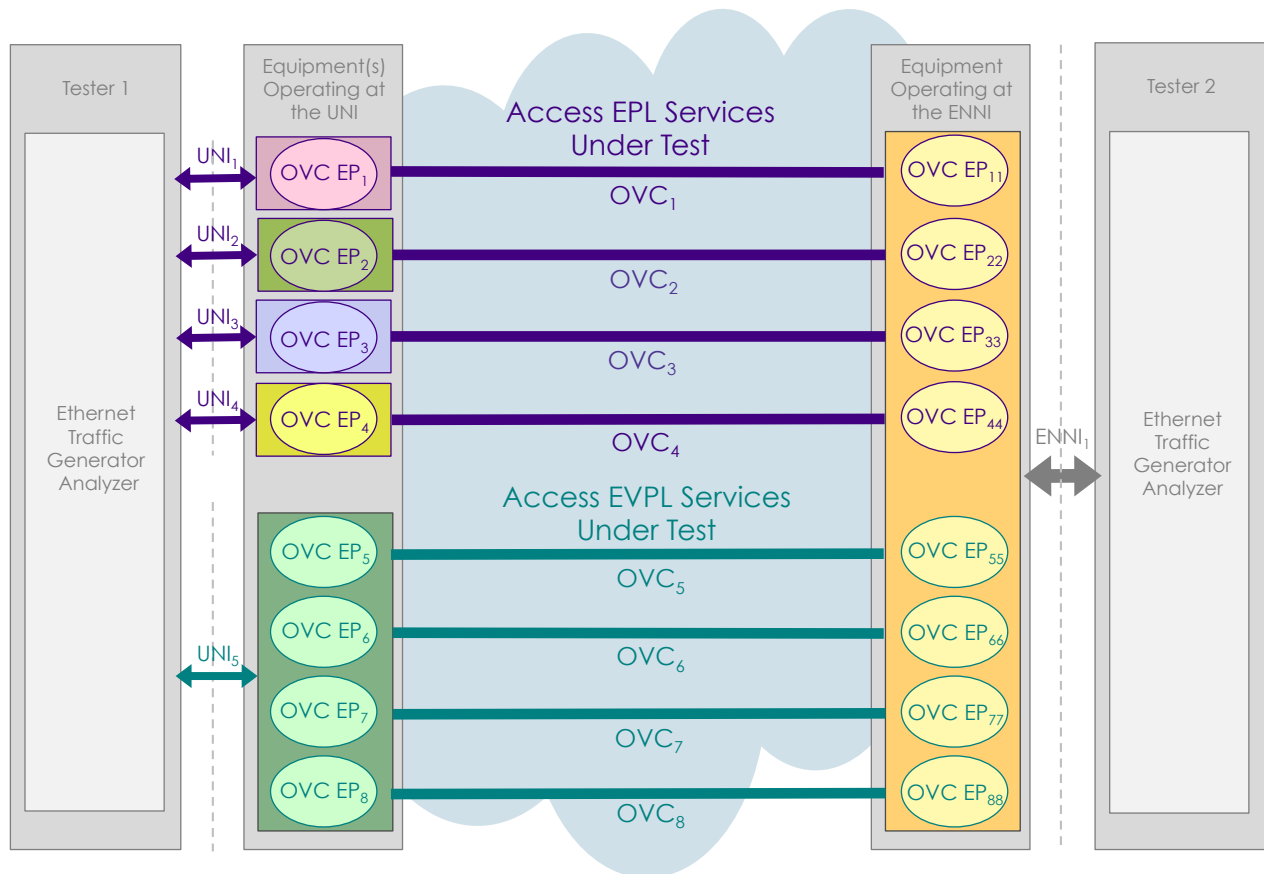 Tester 1
Ethernet
Traffic
Generator
Analyzer
UNI₁
UNI₂
UNI₃
UNI₄
UNI₅
Equipment(s)
Operating at
the UNI
OVC EP₁
OVC EP₂
OVC EP₃
OVC EP₄
OVC EP₅
OVC EP₆
OVC EP₇
OVC EP₈
Access EPL Services
Under Test
OVC₁
OVC₂
OVC₃
OVC₄
Access EVPL Services
Under Test
OVC₅
OVC₆
OVC₇
OVC₈
Equipment
Operating at
the ENNI
OVC EP₁₁
OVC EP₂₂
OVC EP₃₃
OVC EP₄₄
OVC EP₅₅
OVC EP₆₆
OVC EP₇₇
OVC EP₈₈
ENNI₁
Tester 2
Ethernet
Traffic
Generator
Analyzer